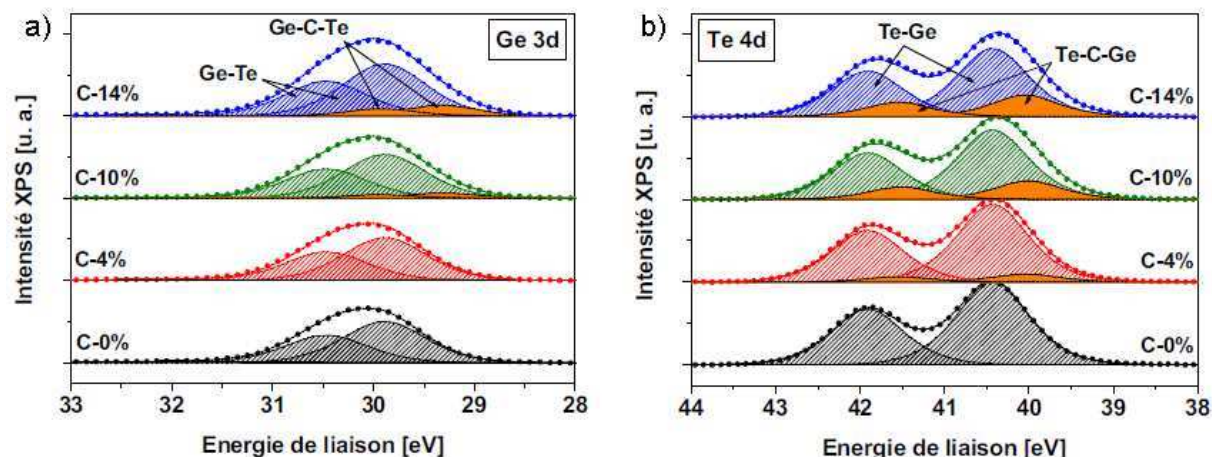 a)
Ge 3d
Ge-C-Te
Ge-Te
C-14%
C-10%
C-4%
C-0%
Intensité XPS [u. a.]
33 32 31 30 29 28
Energie de liaison [eV]
b)
Te 4d
Te-Ge
Te-C-Ge
C-14%
C-10%
C-4%
C-0%
Intensité XPS [u. a.]
44 43 42 41 40 39 38
Energie de liaison [eV]